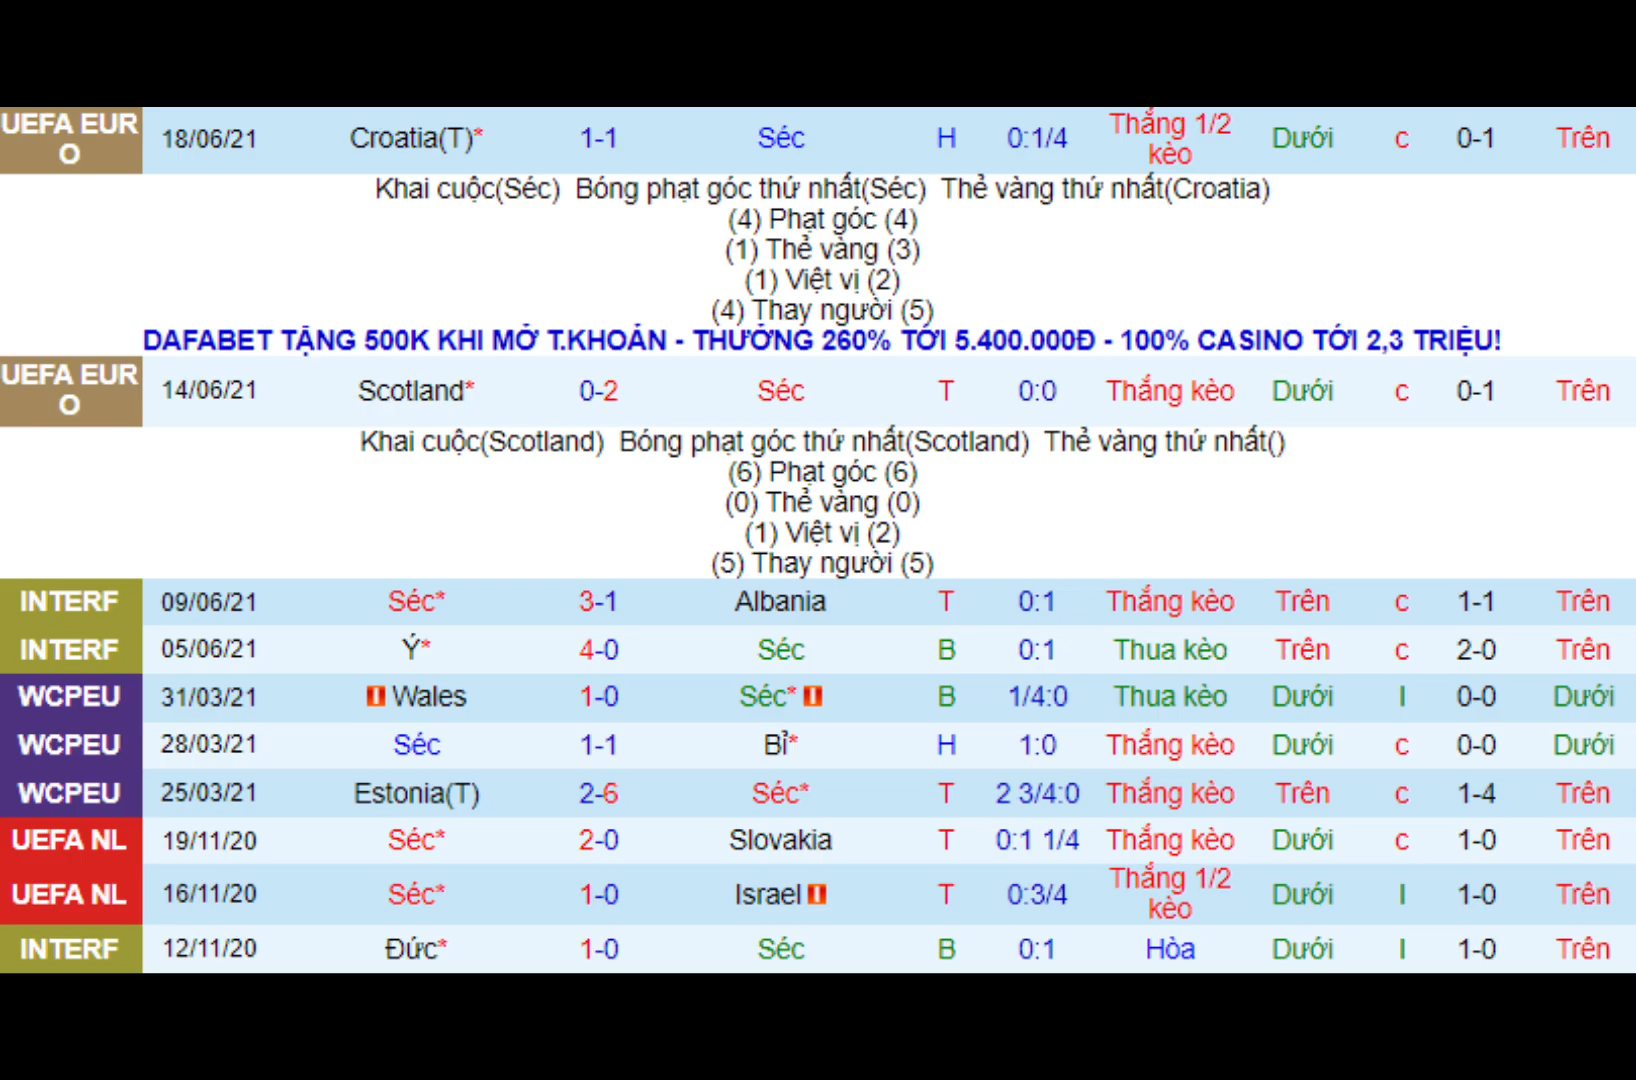 UEFA EUR
O 18/06/21 Croatia(T)* 1-1 Séc H 0:1/4 Thắng 1/2 kèo Dưới c 0-1 Trên
Khai cuộc(Séc) Bóng phạt góc thứ nhất(Séc) Thẻ vàng thứ nhất(Croatia)
(4) Phạt góc (4)
(1) Thẻ vàng (3)
(1) Việt vị (2)
(4) Thay người (5)
DAFABET TẶNG 500K KHI MỞ T.KHOẢN - THƯỞNG 260% TỚI 5.400.000Đ - 100% CASINO TỚI 2,3 TRIỆU!
UEFA EUR
O 14/06/21 Scotland* 0-2 Séc T 0:0 Thắng kèo Dưới c 0-1 Trên
Khai cuộc(Scotland) Bóng phạt góc thứ nhất(Scotland) Thẻ vàng thứ nhất()
(6) Phạt góc (6)
(0) Thẻ vàng (0)
(1) Việt vị (2)
(5) Thay người (5)
INTERF 09/06/21 Séc* 3-1 Albania T 0:1 Thắng kèo Trên c 1-1 Trên
INTERF 05/06/21 Ý* 4-0 Séc B 0:1 Thua kèo Trên c 2-0 Trên
WCPEU 31/03/21 Wales 1-0 Séc* B 1/4:0 Thua kèo Dưới l 0-0 Dưới
WCPEU 28/03/21 Séc 1-1 Bỉ* H 1:0 Thắng kèo Dưới c 0-0 Dưới
WCPEU 25/03/21 Estonia(T) 2-6 Séc* T 2 3/4:0 Thắng kèo Trên c 1-4 Trên
UEFA NL 19/11/20 Séc* 2-0 Slovakia T 0:1 1/4 Thắng kèo Dưới c 1-0 Trên
UEFA NL 16/11/20 Séc* 1-0 Israel T 0:3/4 Thắng 1/2 kèo Dưới l 1-0 Trên
INTERF 12/11/20 Đức* 1-0 Séc B 0:1 Hòa Dưới l 1-0 Trên